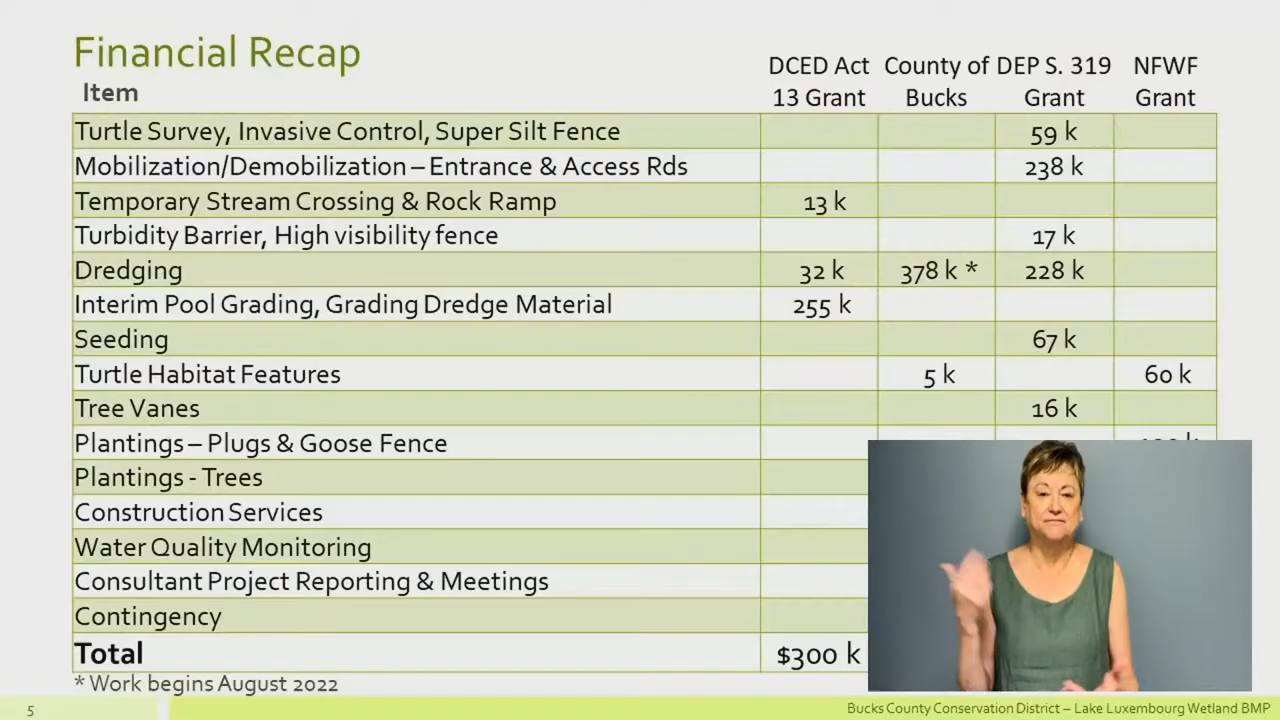 Financial Recap
Item DCED Act 13 Grant County of Bucks DEP S. 319 Grant NFWF Grant
Turtle Survey, Invasive Control, Super Silt Fence 59 k
Mobilization/Demobilization – Entrance & Access Rds 238 k
Temporary Stream Crossing & Rock Ramp 13 k
Turbidity Barrier, High visibility fence 17 k
Dredging 32 k 378 k * 228 k
Interim Pool Grading, Grading Dredge Material 255 k
Seeding 67 k
Turtle Habitat Features 5 k 60 k
Tree Vanes 16 k
Plantings – Plugs & Goose Fence
Plantings - Trees
Construction Services
Water Quality Monitoring
Consultant Project Reporting & Meetings
Contingency
Total $300 k
* Work begins August 2022
5 Bucks County Conservation District – Lake Luxembourg Wetland BMP